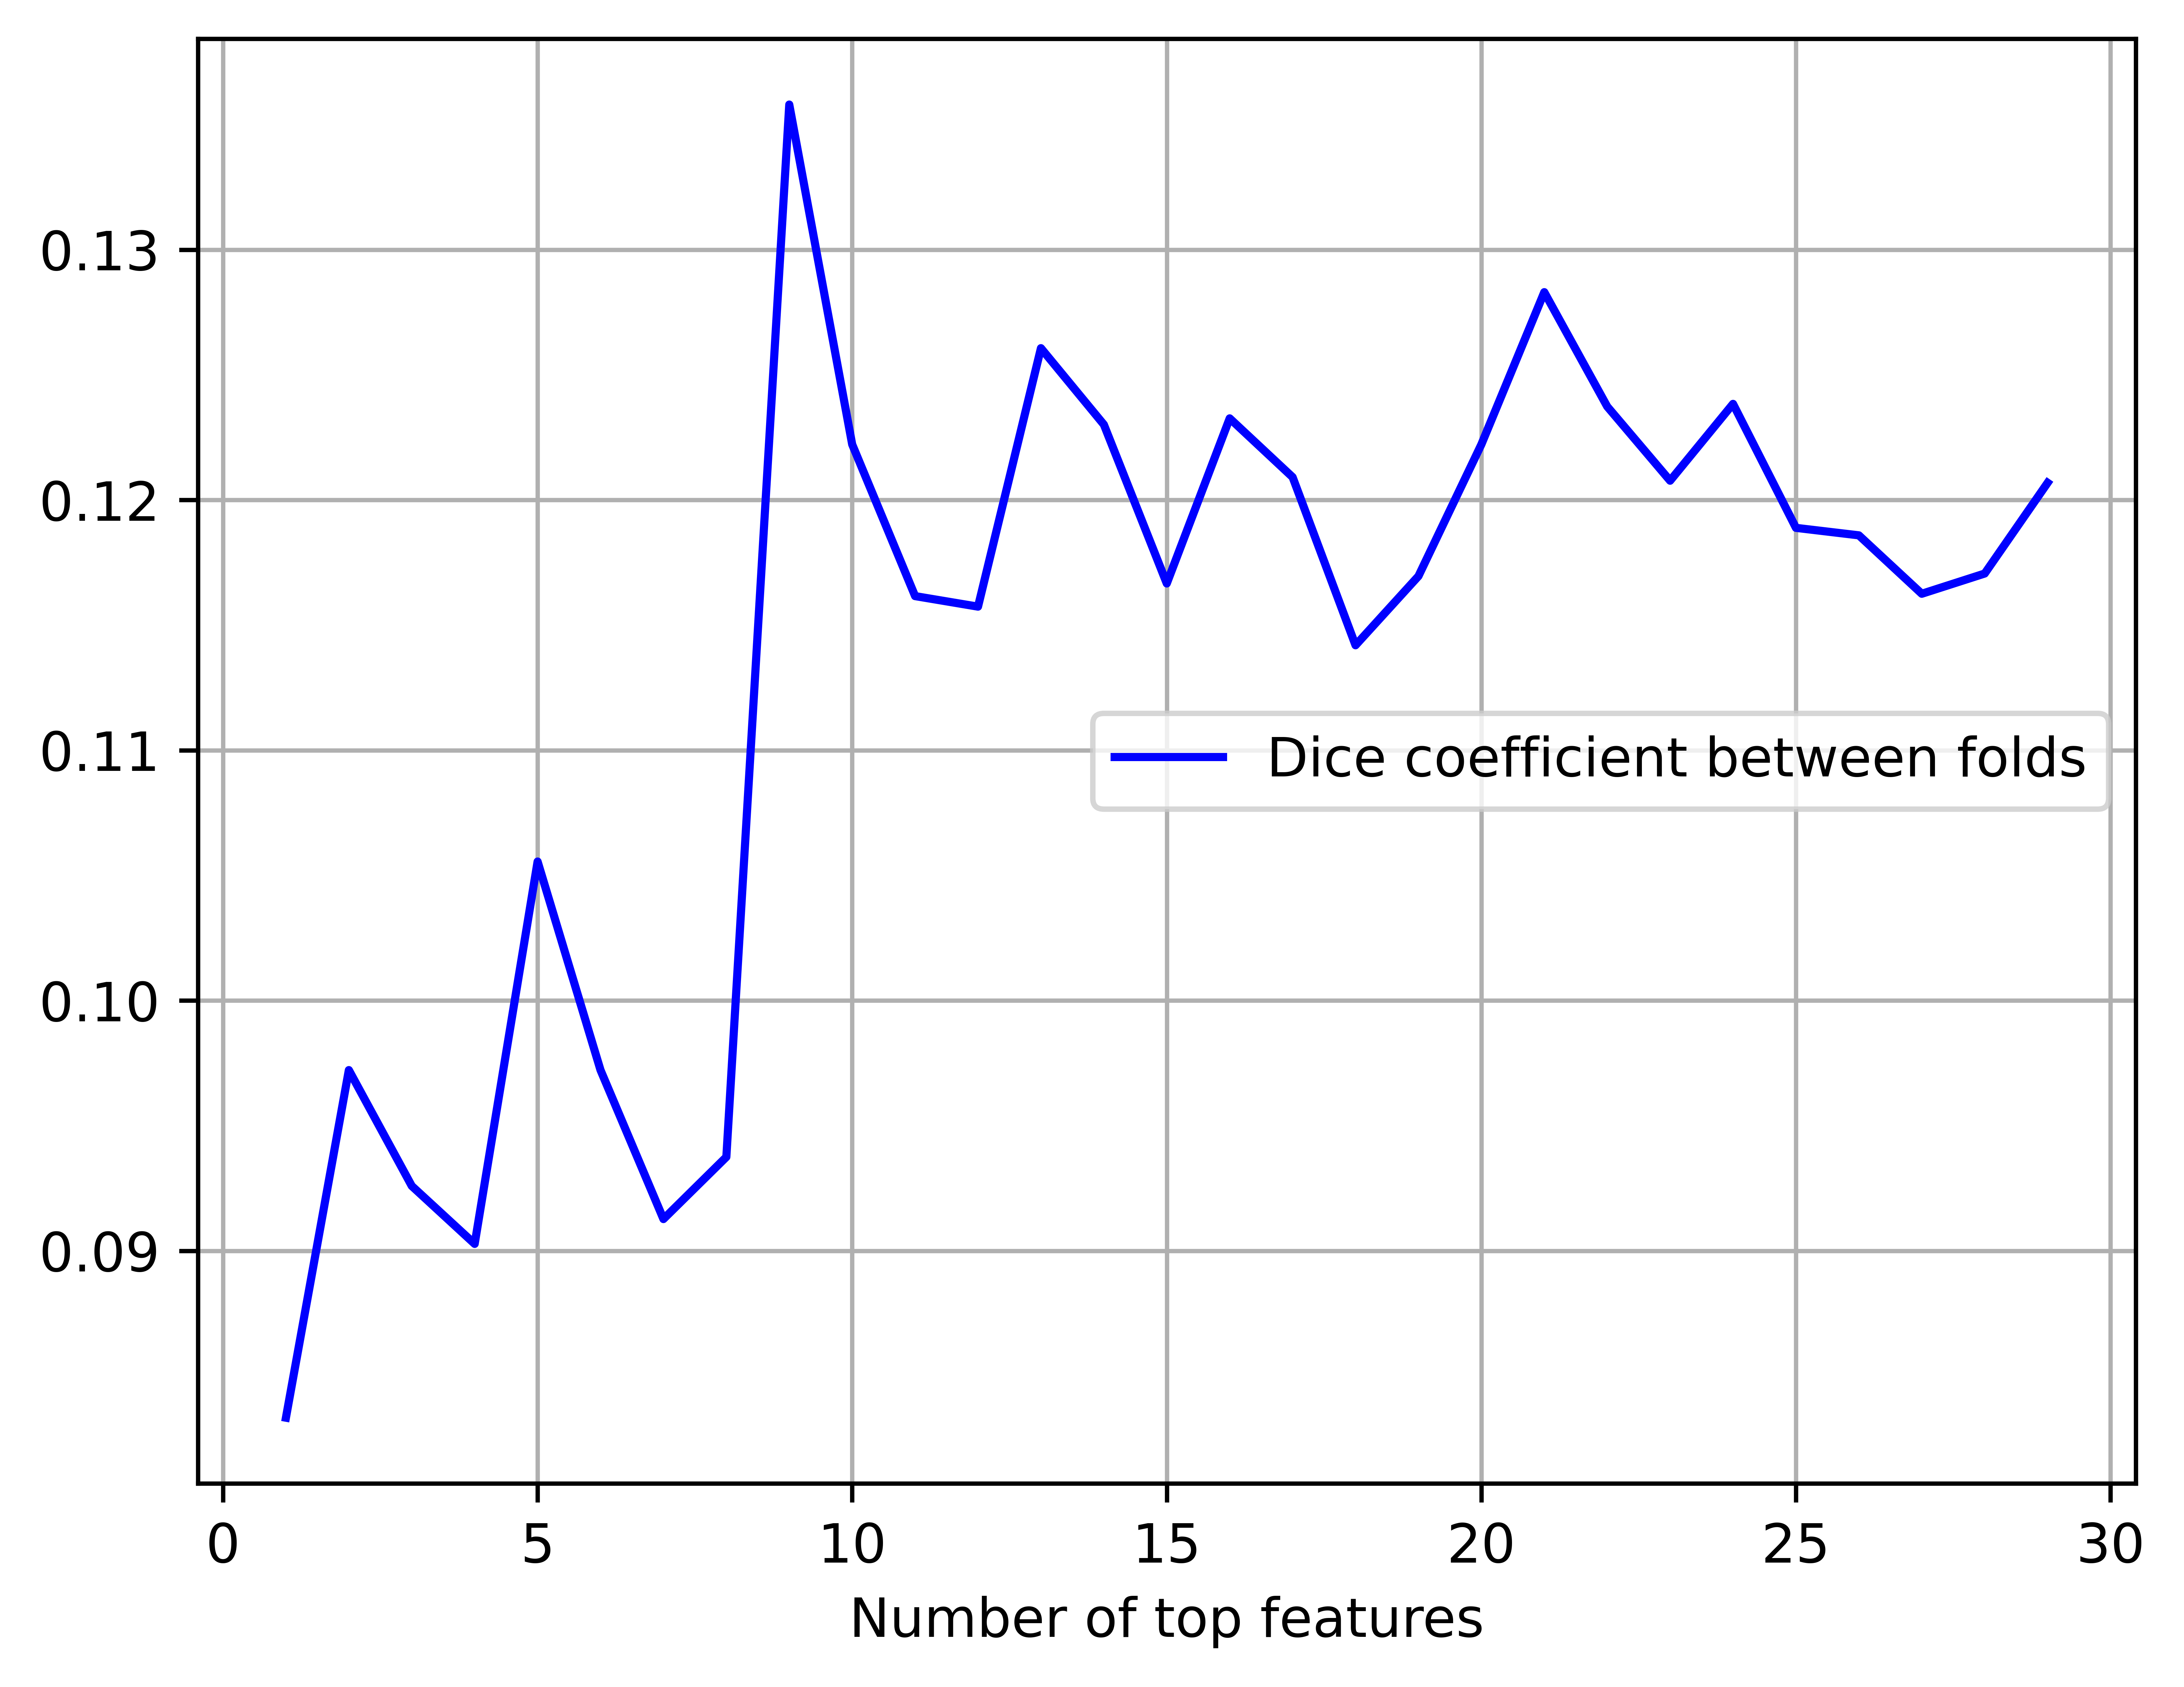 0.13
0.12
0.11
Dice coefficient between folds
0.10
0.09
0 5 10 15 20 25 30
Number of top features